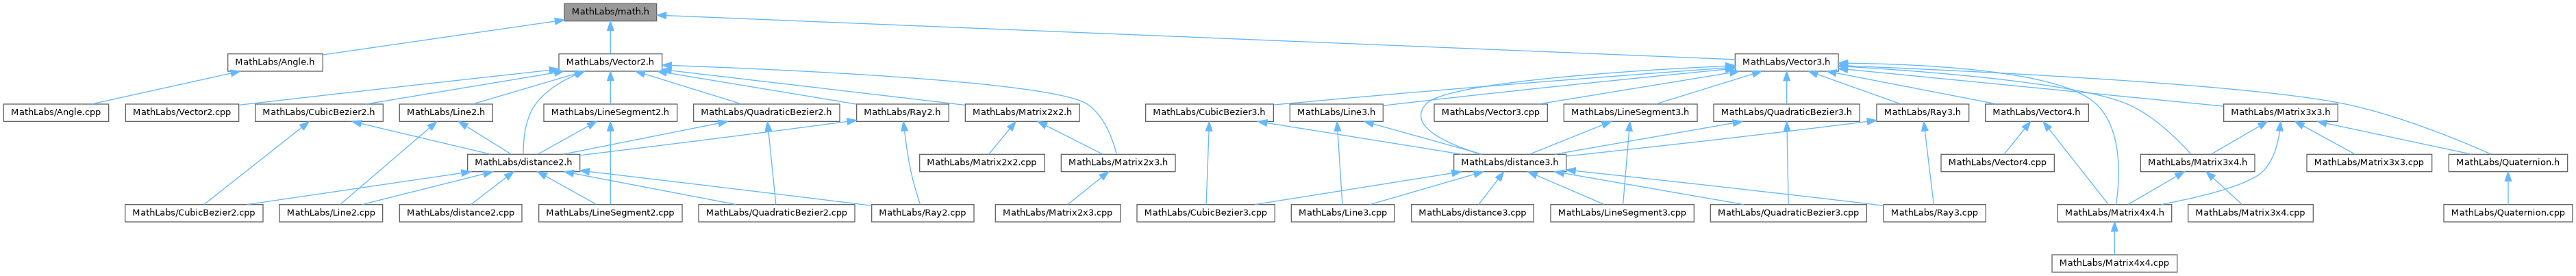 MathLabs/math.h
MathLabs/Angle.h
MathLabs/Vector2.h
MathLabs/Vector3.h
MathLabs/Angle.cpp
MathLabs/Vector2.cpp
MathLabs/CubicBezier2.h
MathLabs/Line2.h
MathLabs/LineSegment2.h
MathLabs/QuadraticBezier2.h
MathLabs/Ray2.h
MathLabs/Matrix2x2.h
MathLabs/CubicBezier3.h
MathLabs/Line3.h
MathLabs/Vector3.cpp
MathLabs/LineSegment3.h
MathLabs/QuadraticBezier3.h
MathLabs/Ray3.h
MathLabs/Vector4.h
MathLabs/Matrix3x3.h
MathLabs/distance2.h
MathLabs/Matrix2x2.cpp
MathLabs/Matrix2x3.h
MathLabs/distance3.h
MathLabs/Vector4.cpp
MathLabs/Matrix3x4.h
MathLabs/Matrix3x3.cpp
MathLabs/Quaternion.h
MathLabs/CubicBezier2.cpp
MathLabs/Line2.cpp
MathLabs/distance2.cpp
MathLabs/LineSegment2.cpp
MathLabs/QuadraticBezier2.cpp
MathLabs/Ray2.cpp
MathLabs/Matrix2x3.cpp
MathLabs/CubicBezier3.cpp
MathLabs/Line3.cpp
MathLabs/distance3.cpp
MathLabs/LineSegment3.cpp
MathLabs/QuadraticBezier3.cpp
MathLabs/Ray3.cpp
MathLabs/Matrix4x4.h
MathLabs/Matrix3x4.cpp
MathLabs/Quaternion.cpp
MathLabs/Matrix4x4.cpp